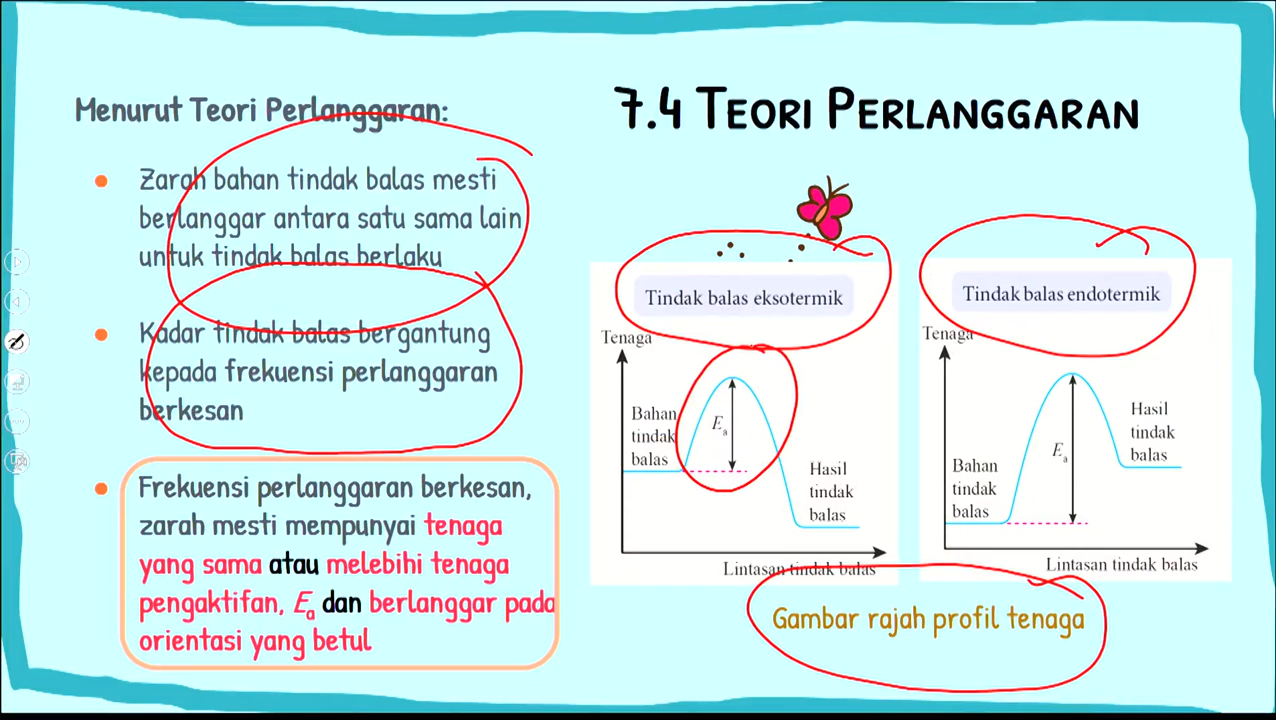 7.4 TEORI PERLANGGARAN
Menurut Teori Perlanggaran:
Zarah bahan tindak balas mesti
berlanggar antara satu sama lain
untuk tindak balas berlaku
Kadar tindak balas bergantung
kepada frekuensi perlanggaran
berkesan
Frekuensi perlanggaran berkesan,
zarah mesti mempunyai tenaga
yang sama atau melebihi tenaga
pengaktifan, Ea dan berlanggar pada
orientasi yang betul
Tindak balas eksotermik
Tenaga
Bahan
tindak
balas
Ea
Hasil
tindak
balas
Lintasan tindak balas
Tindak balas endotermik
Tenaga
Bahan
tindak
balas
Ea
Hasil
tindak
balas
Lintasan tindak balas
Gambar rajah profil tenaga